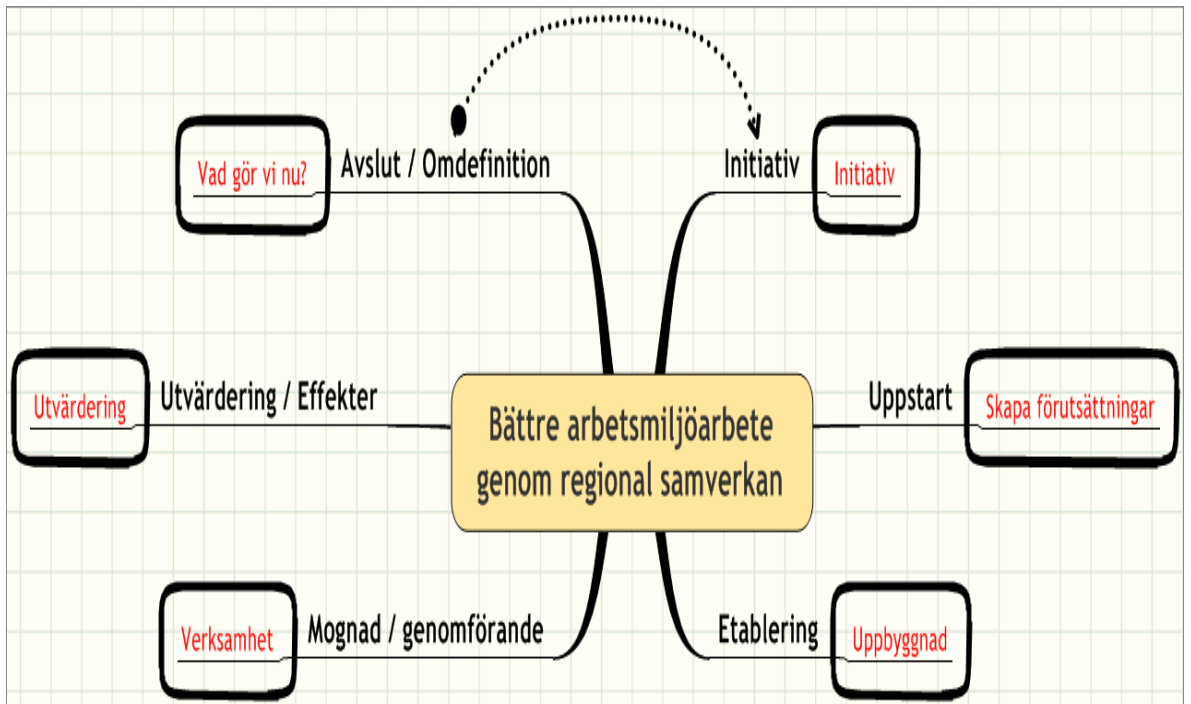 Vad gör vi nu?
Avslut / Omdefinition
Initiativ
Initiativ
Utvärdering
Utvärdering / Effekter
Bättre arbetsmiljöarbete
genom regional samverkan
Uppstart
Skapa förutsättningar
Verksamhet
Mognad / genomförande
Etablering
Uppbyggnad